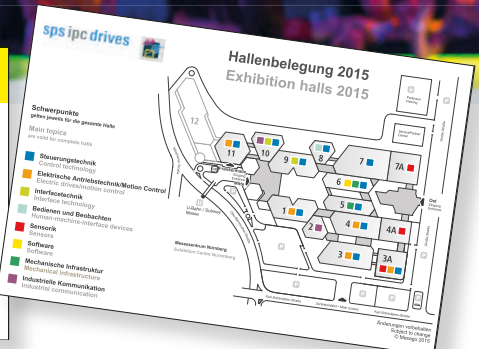 sps ipc drives
Hallenbelegung 2015
Exhibition halls 2015
Schwerpunkte
gelten jeweils für die gesamte Halle
Main topics
are valid for complete halls
Steuerungstechnik
Control technology
Elektrische Antriebstechnik/Motion Control
Electric drives/motion control
Interfacetechnik
Interface technology
Bedienen und Beobachten
Human-machine-interface devices
Sensorik
Sensors
Software
Software
Mechanische Infrastruktur
Mechanical infrastructure
Industrielle Kommunikation
Industrial communication
12
11
10
9
8
7
7A
6
5
4
4A
1
2
3
3A
U-Bahn / Subway
Messe
Messezentrum Nürnberg
Exhibition Centre Nuremberg
Ost
Änderungen vorbehalten
Subject to change
© Mesago 2015